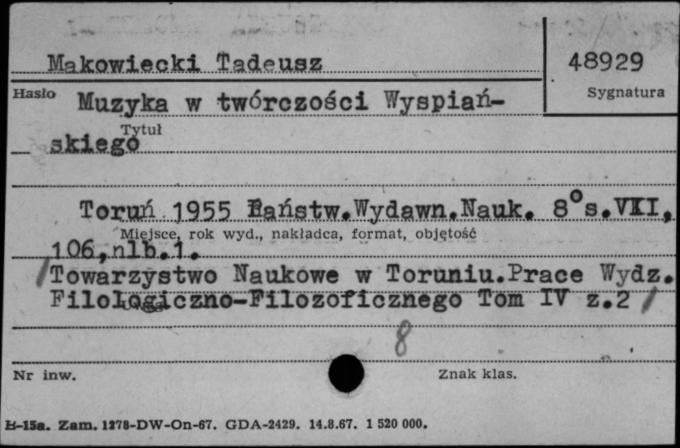 Makowiecki Tadeusz
48929
Hasło
Sygnatura
Muzyka w twórczości Wyspiań-
Tytuł
skiego
Toruń 1955 Państw.Wydawn.Nauk. 8°s.VII,
Miejsce, rok wyd., nakładca, format, objętość
106,nlb.1.
/Towarzystwo Naukowe w Toruniu.Prace Wydz.
Filologiczno-Filozoficznego Tom IV z.2/
8
Nr inw.
Znak klas.
B-15a. Zam. 1278-DW-On-67. GDA-2429. 14.8.67. 1 520 000.